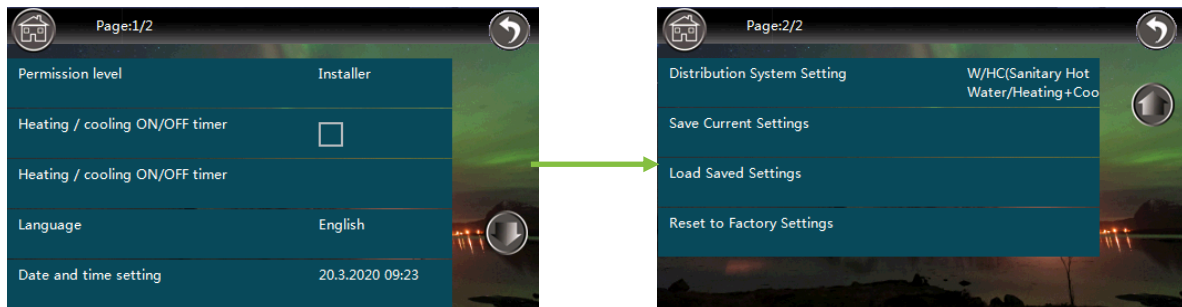 Page:1/2
Permission level Installer
Heating / cooling ON/OFF timer
Heating / cooling ON/OFF timer
Language English
Date and time setting 20.3.2020 09:23
Page:2/2
Distribution System Setting W/HC(Sanitary Hot
Water/Heating+Coo
Save Current Settings
Load Saved Settings
Reset to Factory Settings